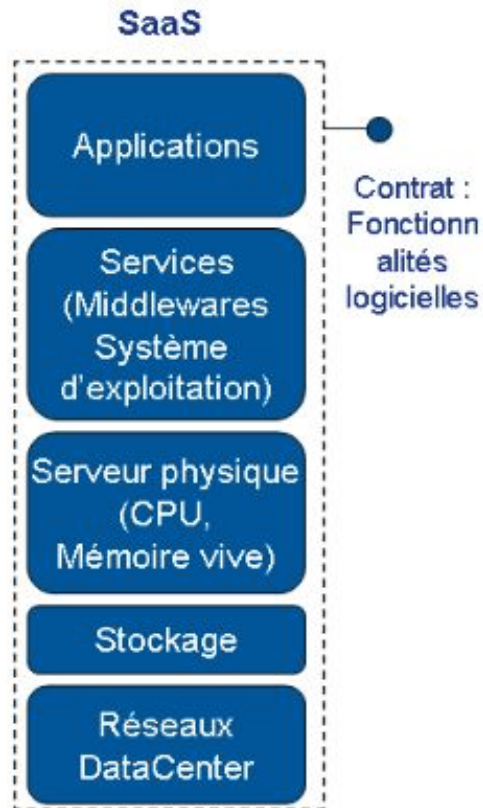 SaaS
Applications
Contrat :
Fonctionn
alités
logicielles
Services
(Middlewares
Système
d'exploitation)
Serveur physique
(CPU,
Mémoire vive)
Stockage
Réseaux
DataCenter